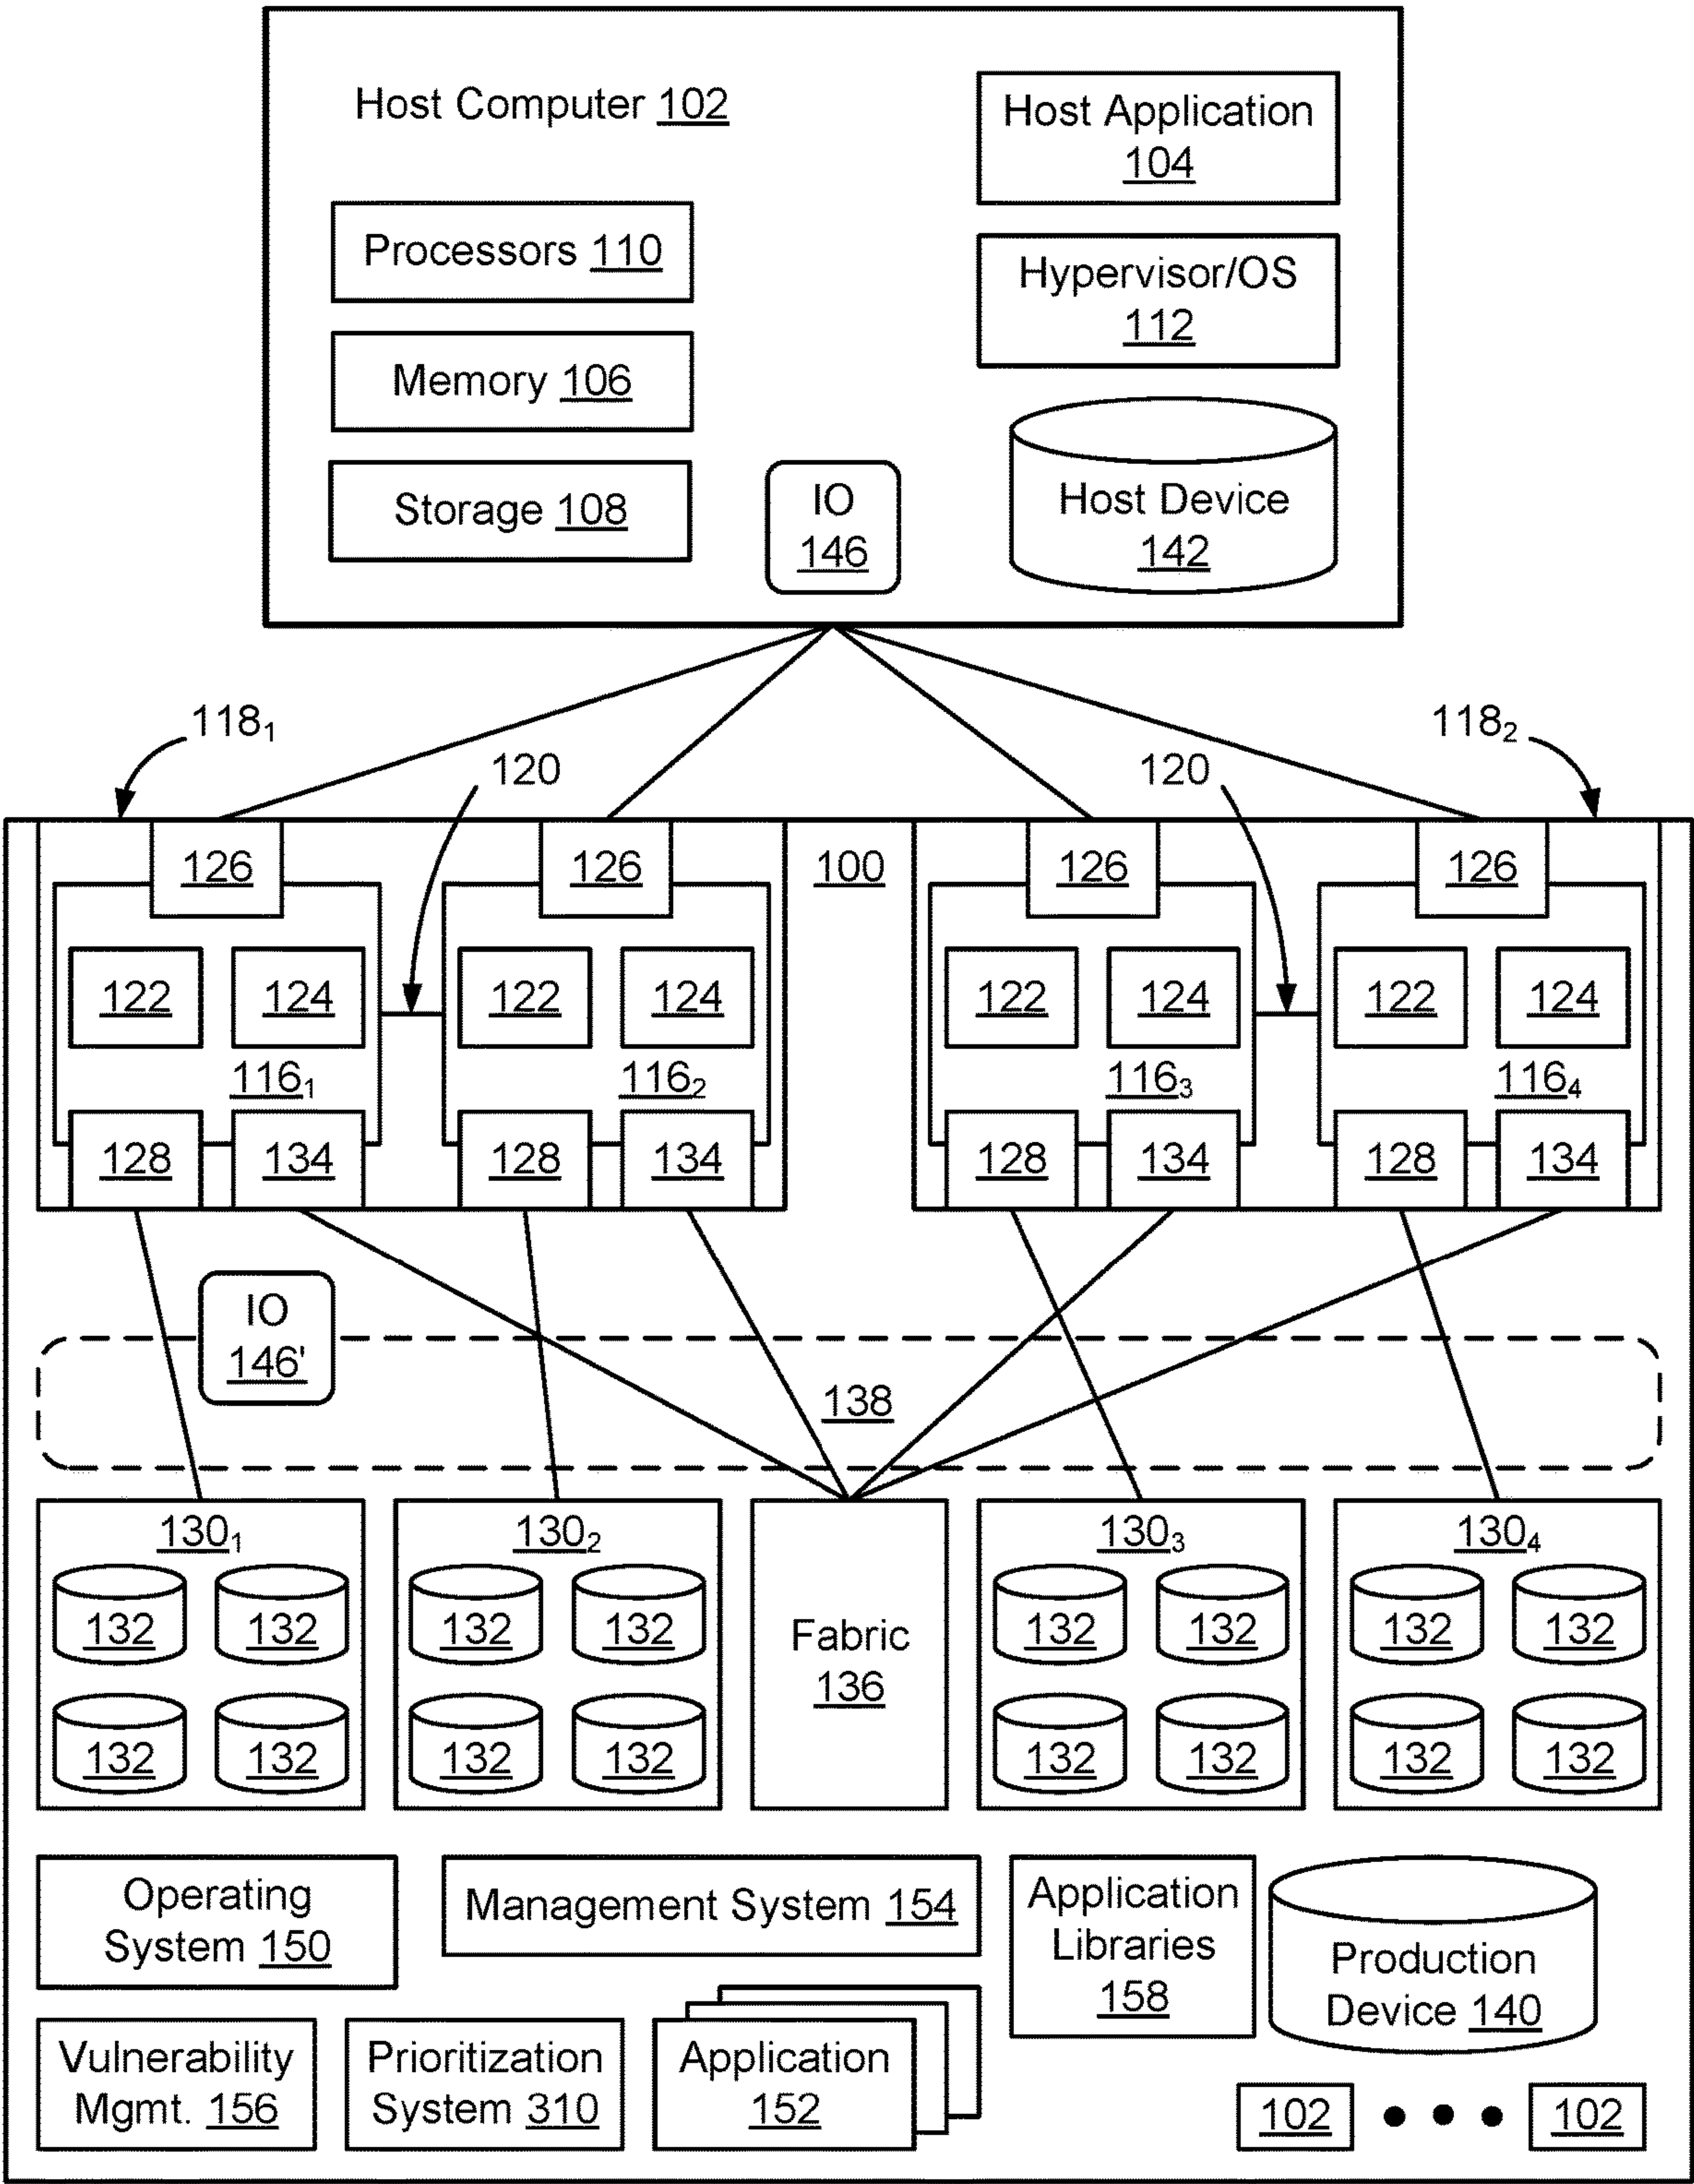 Host Computer 102
Host Application
104
Processors 110
Hypervisor/OS
112
Memory 106
Storage 108
IO
146
Host Device
142
118₁
118₂
120
120
126
126
100
126
126
122
124
122
124
122
124
122
124
116₁
116₂
116₃
116₄
128
134
128
134
128
134
128
134
IO
146'
138
130₁
130₂
130₃
130₄
132
132
132
132
132
132
132
132
Fabric
136
132
132
132
132
132
132
132
132
Operating
System 150
Management System 154
Application
Libraries
158
Production
Device 140
Vulnerability
Mgmt. 156
Prioritization
System 310
Application
152
102
102